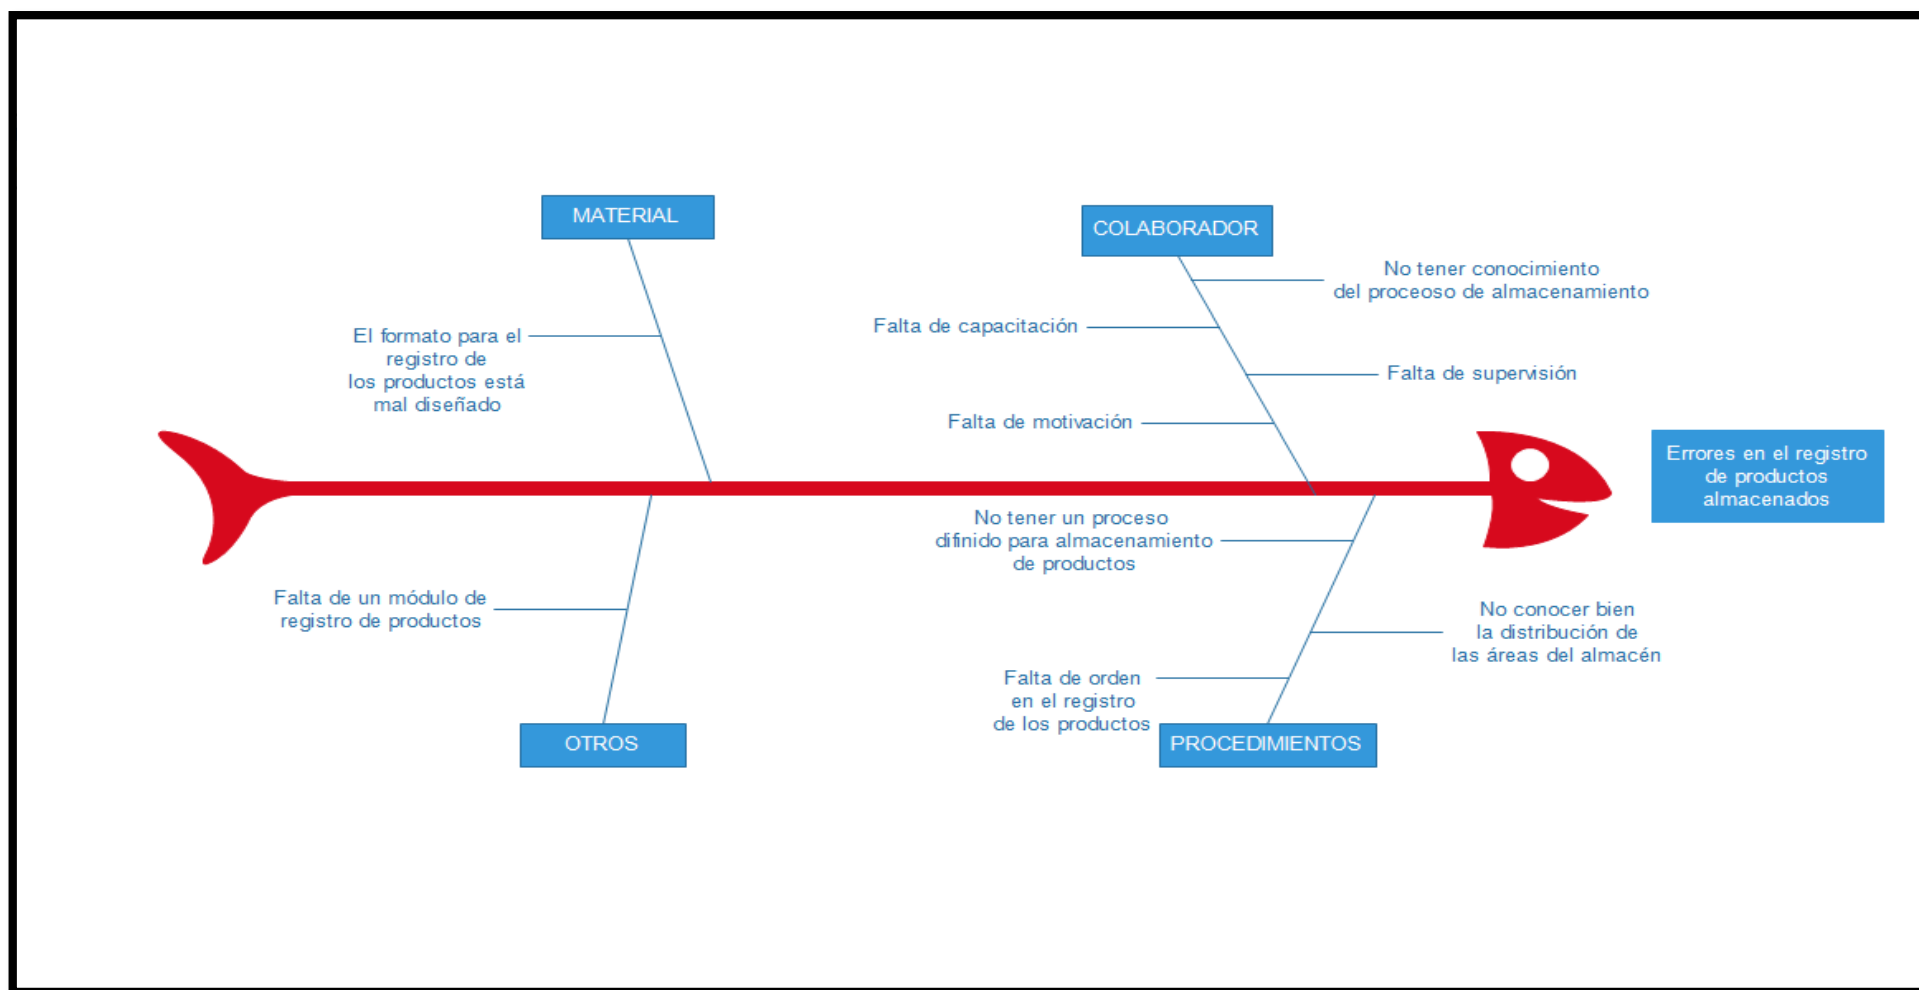 MATERIAL
COLABORADOR
No tener conocimiento
del proceoso de almacenamiento
Falta de capacitación
El formato para el
registro de
los productos está
mal diseñado
Falta de supervisión
Falta de motivación
Errores en el registro
de productos
almacenados
No tener un proceso
difinido para almacenamiento
de productos
Falta de un módulo de
registro de productos
No conocer bien
la distribución de
las áreas del almacén
Falta de orden
en el registro
de los productos
OTROS
PROCEDIMIENTOS